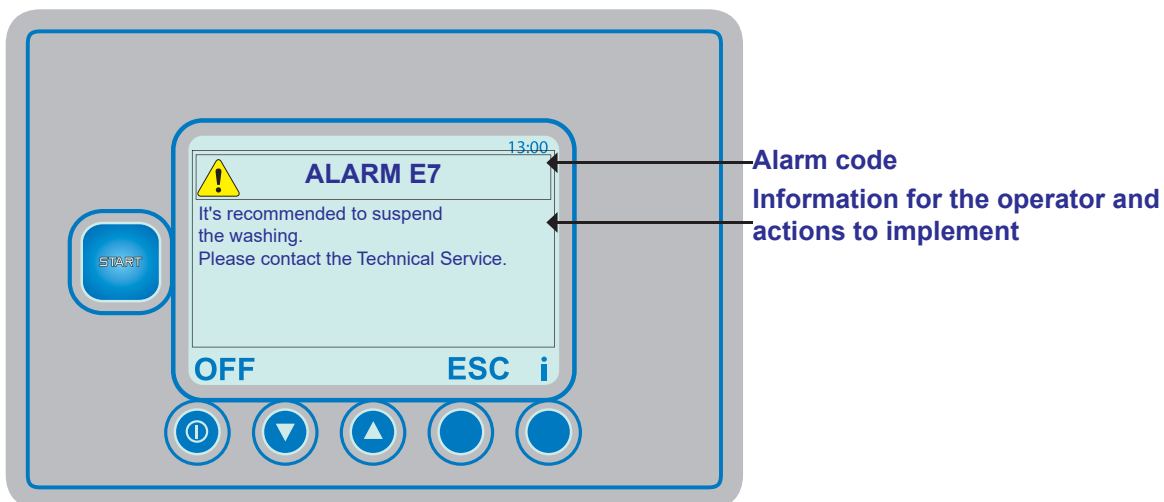 13:00
ALARM E7
It's recommended to suspend
the washing.
Please contact the Technical Service.
OFF ESC i
START
Alarm code
Information for the operator and
actions to implement